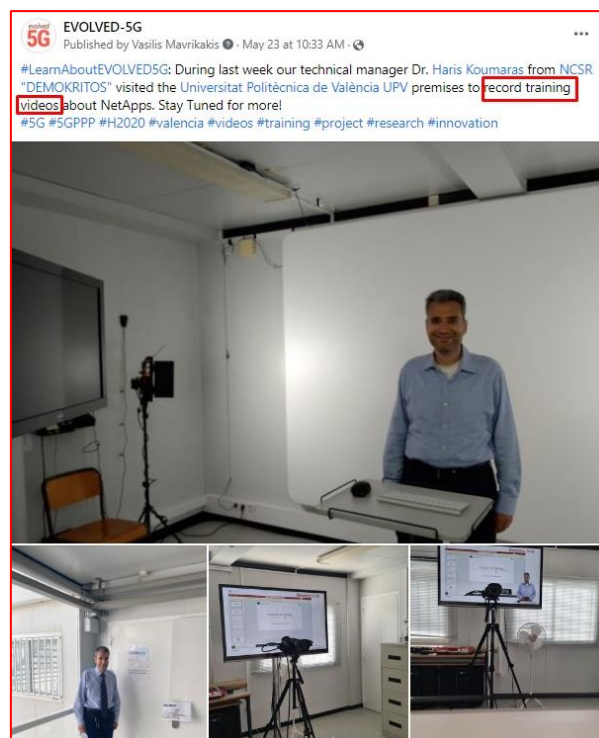 evolved
5G
EVOLVED-5G
Published by Vasilis Mavrikakis · May 23 at 10:33 AM ·
#LearnAboutEVOLVED5G: During last week our technical manager Dr. Haris Koumaras from NCSR
"DEMOKRITOS" visited the Universitat Politècnica de València UPV premises to record training
videos about NetApps. Stay Tuned for more!
#5G #5GPPP #H2020 #valencia #videos #training #project #research #innovation